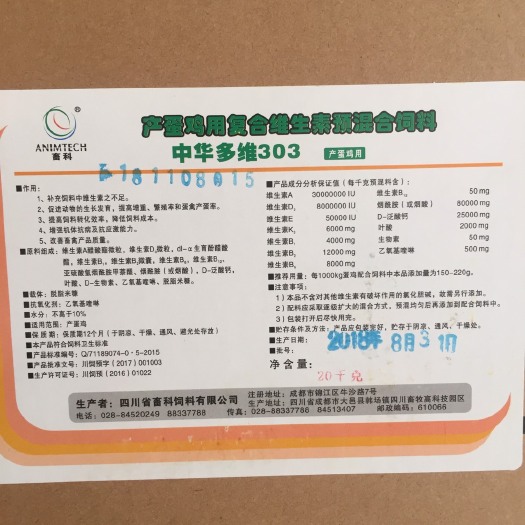 ®
ANIMTECH
畜科
产蛋鸡用复合维生素预混合饲料
中华多维303 产蛋鸡用
■作用：
1、补充饲料中维生素之不足。
2、促进动物的生长发育，提高增重、繁殖率和蛋禽产蛋率。
3、提高饲料转化效率，降低饲料成本。
4、增强机体抗病及抗应激能力。
5、改善畜禽产品质量。
■原料组成：维生素A醋酸酯微粒，维生素D₃微粒，dl-α生育酚醋酸
酯，维生素B₁，维生素B₂，维生素B₆，维生素B₁₂，
亚硫酸氢烟酰胺甲萘醌，烟酰胺（或烟酸），D-泛酸钙，
叶酸、D-生物素、乙氧基喹啉，脱脂米糠。
■载体：脱脂米糠
■抗氧化剂：乙氧基喹啉
■水分：不高于10%
■适用范围：产蛋鸡
■保质期：保质期12个月（于阴凉、干燥、通风、避光处存放）
■本产品符合饲料卫生标准
■产品标准编号：Q/71189074-0·5-2015
■产品批准文号：川饲预字（2017）001003
■生产许可证号：川饲预（2016）01022
■产品成分分析保证值（每千克预混料含）：
维生素A 30000000 IU 维生素B₁₂ 50 mg
维生素D₃ 8000000 IU 烟酰胺（或烟酸） 80000 mg
维生素E 50000 IU D-泛酸钙 25000 mg
维生素K₃ 6000 mg 叶酸 2000 mg
维生素B₁ 4000 mg 生物素 50 mg
维生素B₂ 12000 mg 乙氧基喹啉 500 mg
维生素B₆ 8000 mg
■推荐用量：每1000kg蛋鸡配合饲料中本品添加量为150-220g。
■注意事项：
1）本品不含对其他维生素有破坏作用的氯化胆碱，故需另行添加。
2）配料应采取逐级扩大的混合方式，预混均匀后再添加到配合饲料中。
3）包装打开后尽快用完。
■贮存条件及方法：产品应包装完好，贮存于阴凉、通风、干燥处。
■生产日期： 2018年8月31日
■批号：
净含量：
20千克
生产者：四川省畜科饲料有限公司
电话：028-84520249 88337788
注册地址：成都市锦江区牛沙路7号
生产地址：成都市大邑县韩场镇四川畜牧高科技园区
传真：028-88337786 84513407 邮政编码：610066